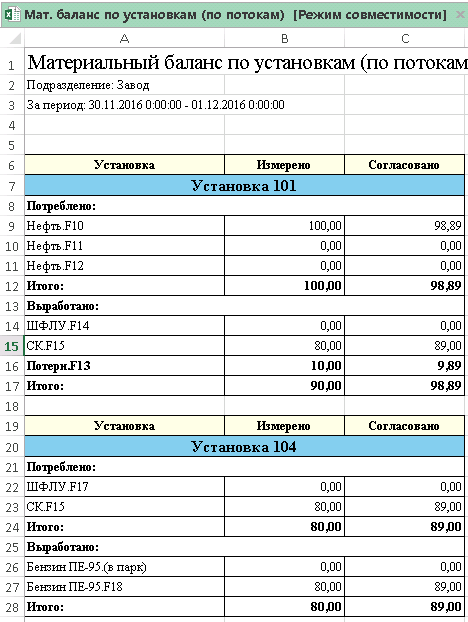 Мат. баланс по установкам (по потокам) [Режим совместимости]
A B C
1 Материальный баланс по установкам (по потокам
2 Подразделение: Завод
3 За период: 30.11.2016 0:00:00 - 01.12.2016 0:00:00
4
5
6 Установка Измерено Согласовано
7 Установка 101
8 Потреблено:
9 Нефть.F10 100,00 98,89
10 Нефть.F11 0,00 0,00
11 Нефть.F12 0,00 0,00
12 Итого: 100,00 98,89
13 Выработано:
14 ШФЛУ.F14 0,00 0,00
15 СК.F15 80,00 89,00
16 Потери.F13 10,00 9,89
17 Итого: 90,00 98,89
18
19 Установка Измерено Согласовано
20 Установка 104
21 Потреблено:
22 ШФЛУ.F17 0,00 0,00
23 СК.F15 80,00 89,00
24 Итого: 80,00 89,00
25 Выработано:
26 Бензин ПЕ-95.(в парк) 0,00 0,00
27 Бензин ПЕ-95.F18 80,00 89,00
28 Итого: 80,00 89,00